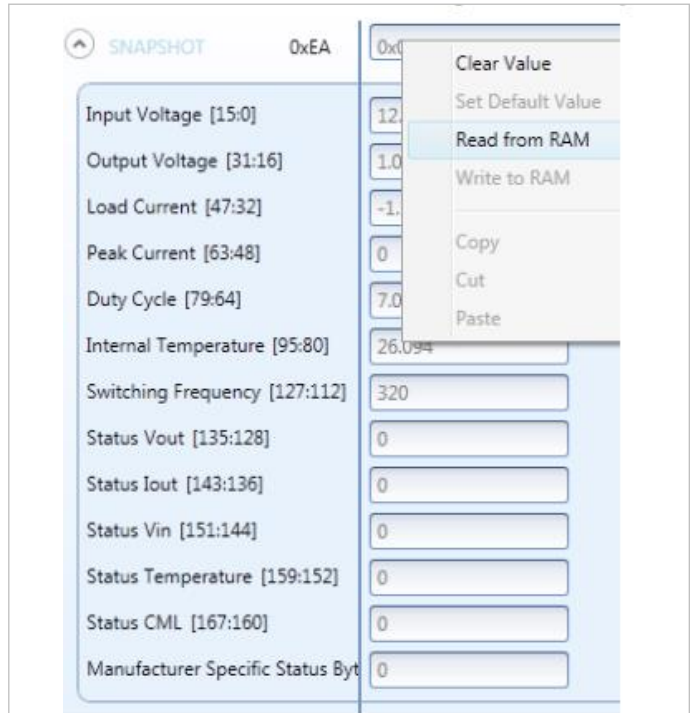 SNAPSHOT 0xEA 0x0
Clear Value
Set Default Value
Read from RAM
Write to RAM
Copy
Cut
Paste
Input Voltage [15:0] 12.
Output Voltage [31:16] 1.0
Load Current [47:32] -1.
Peak Current [63:48] 0
Duty Cycle [79:64] 7.0
Internal Temperature [95:80] 26.094
Switching Frequency [127:112] 320
Status Vout [135:128] 0
Status Iout [143:136] 0
Status Vin [151:144] 0
Status Temperature [159:152] 0
Status CML [167:160] 0
Manufacturer Specific Status Byt 0